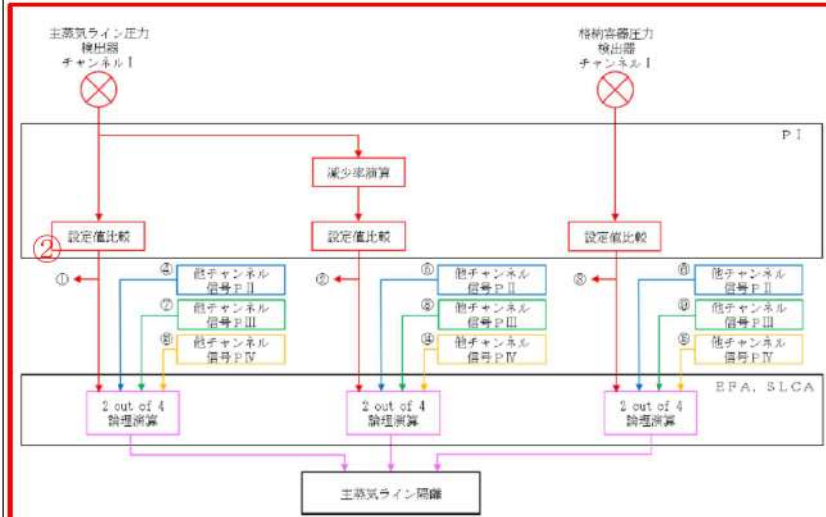 主蒸気ライン圧力
検出器
チャンネルⅠ
格納容器圧力
検出器
チャンネルⅠ
PⅠ
減少率演算
設定値比較
設定値比較
設定値比較
②
①
④
他チャンネル
信号PⅡ
⑦
他チャンネル
信号PⅢ
他チャンネル
信号PⅣ
②
⑤
他チャンネル
信号PⅡ
⑧
他チャンネル
信号PⅢ
⑭
他チャンネル
信号PⅣ
③
⑥
他チャンネル
信号PⅡ
⑨
他チャンネル
信号PⅢ
他チャンネル
信号PⅣ
EFA, SLCA
2 out of 4
論理演算
2 out of 4
論理演算
2 out of 4
論理演算
主蒸気ライン隔離